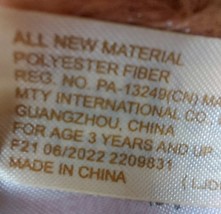 ALL NEW MATERIAL
POLYESTER FIBER
REG. NO. PA-13249(CN)
MTY INTERNATIONAL CO.
GUANGZHOU, CHINA
FOR AGE 3 YEARS AND UP
F21 06/2022 2209831
MADE IN CHINA